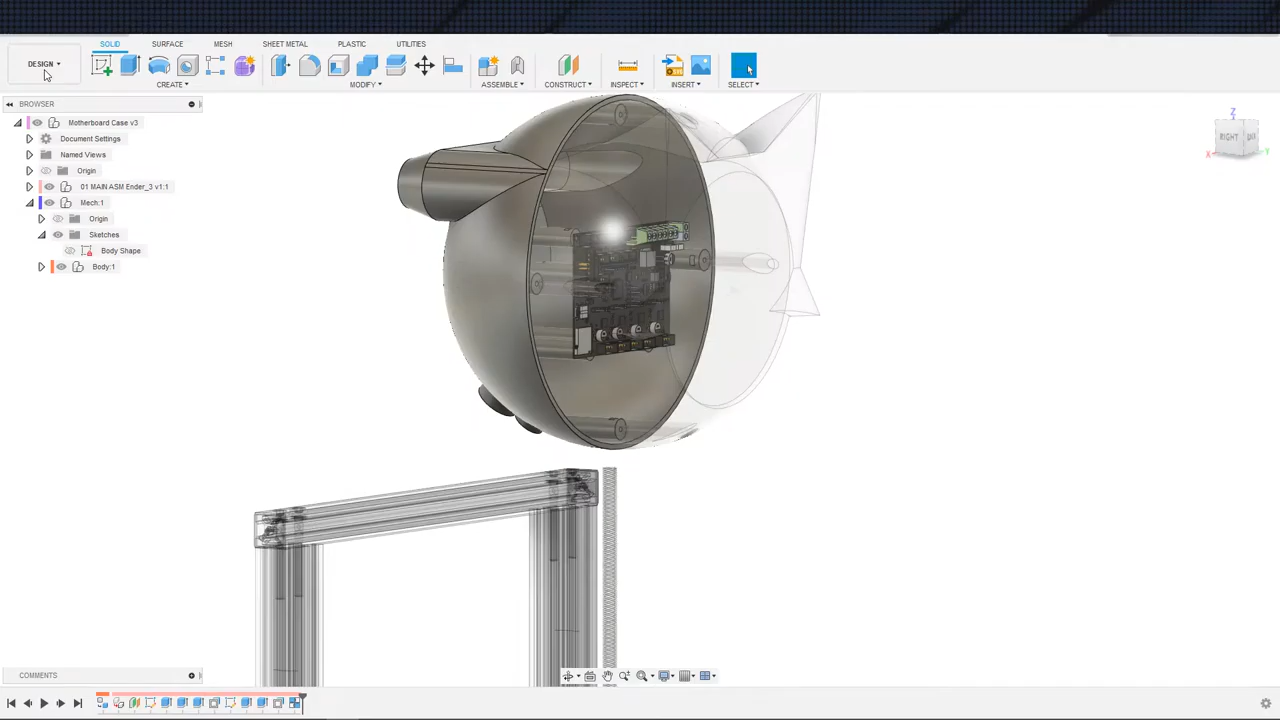 SOLID SURFACE MESH SHEET METAL PLASTIC UTILITIES
DESIGN
CREATE MODIFY ASSEMBLE CONSTRUCT INSPECT INSERT SELECT
BROWSER
Motherboard Case v3
Document Settings
Named Views
Origin
01 MAIN ASM Ender_3 v1:1
Mech:1
Origin
Sketches
Body Shape
Body:1
Z
RIGHT
X
Y
COMMENTS